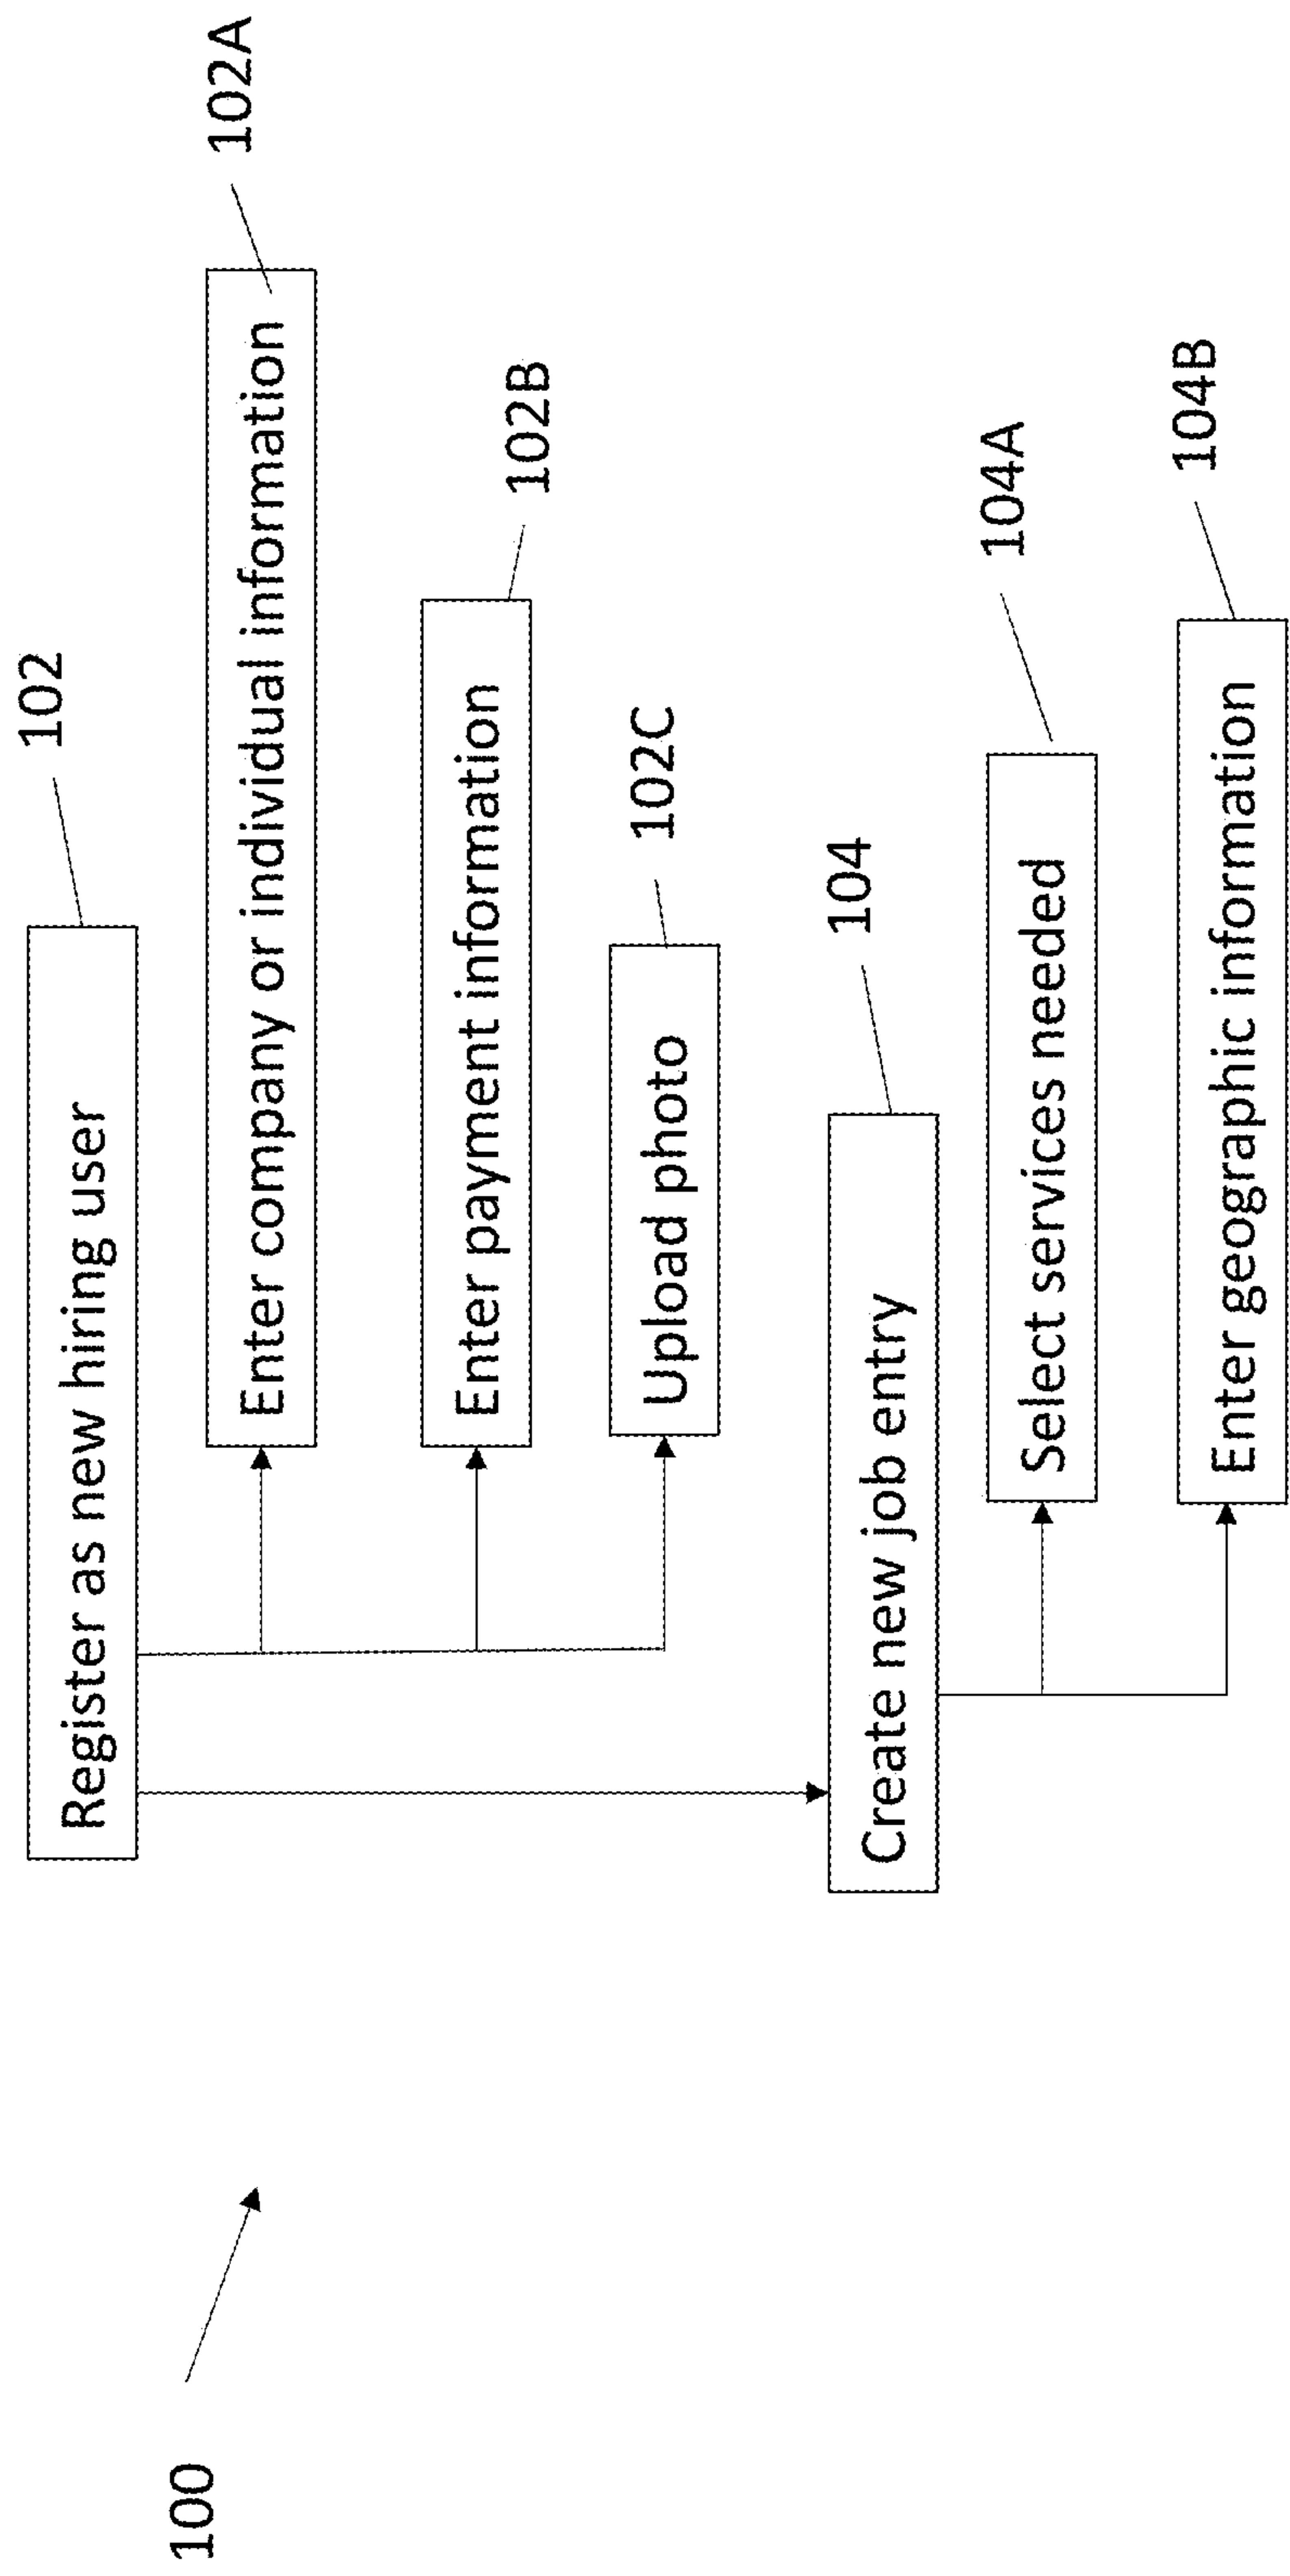 100
102
Register as new hiring user
102A
Enter company or individual information
102B
Enter payment information
102C
Upload photo
104
Create new job entry
104A
Select services needed
104B
Enter geographic information